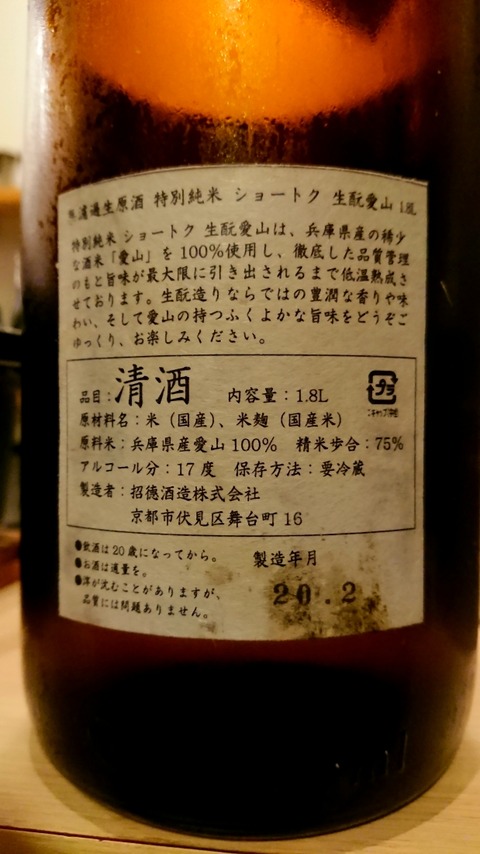 無濾過生原酒 特別純米 ショートク 生酛愛山 1.8L
特別純米 ショートク 生酛愛山は、兵庫県産の稀少
な酒米「愛山」を 100%使用し、徹底した品質管理
のもと旨味が最大限に引き出されるまで低温熟成さ
せております。生酛造りならではの豊潤な香りや味
わい、そして愛山の持つふくよかな旨味をどうぞご
ゆっくり、お楽しみください。
品目：清酒 内容量：1.8L
プラ
原材料名：米（国産）、米麹（国産米）
原料米：兵庫県産愛山 100% 精米歩合：75%
アルコール分：17 度 保存方法：要冷蔵
製造者：招德酒造株式会社
京都市伏見区舞台町 16
●飲酒は20歳になってから。
●お酒は適量を。
●滓が沈むことがありますが、
品質には問題ありません。
製造年月
20.2